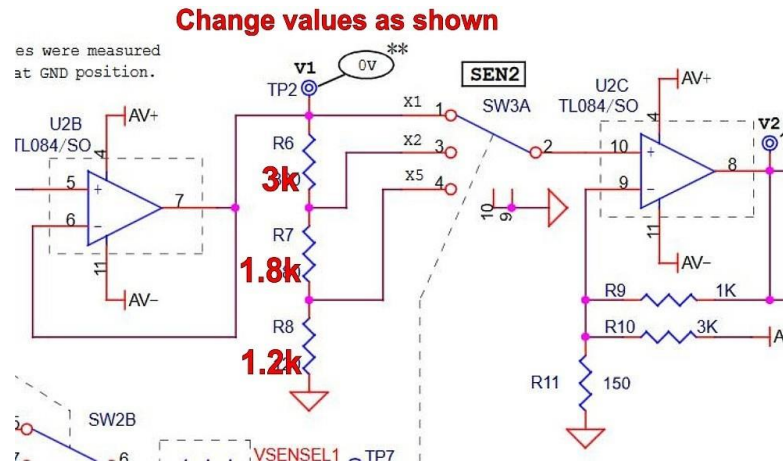 Change values as shown
es were measured
at GND position.
V1
0V
**
TP2
SEN2
SW3A
U2B
TL084/SO
AV+
4
5
+
6
-
7
11
AV-
X1
1
X2
3
X5
4
2
10
9
R6
3k
R7
1.8k
R8
1.2k
U2C
TL084/SO
AV+
4
10
+
9
-
8
11
AV-
V2
R9
1K
R10
3K
A
R11
150
SW2B
6
VSENSEL1
TP7